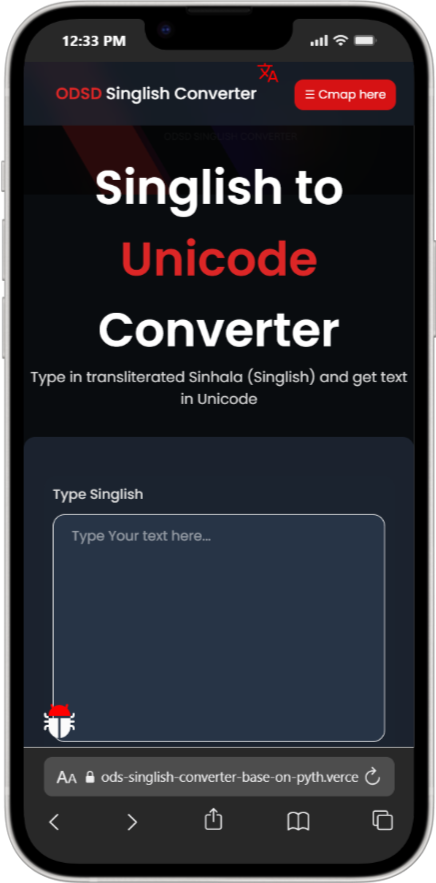 12:33 PM
ODSD Singlish Converter
☰ Cmap here
ODSD SINGLISH CONVERTER
Singlish to
Unicode
Converter
Type in transliterated Sinhala (Singlish) and get text
in Unicode
Type Singlish
Type Your text here...
AA ods-singlish-converter-base-on-pyth.verce